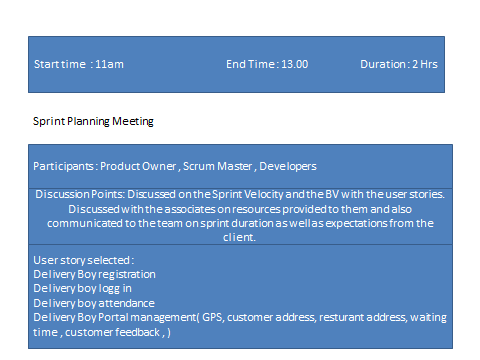 Start time : 11am End Time : 13.00 Duration : 2 Hrs
Sprint Planning Meeting
Participants : Product Owner , Scrum Master , Developers
Discussion Points: Discussed on the Sprint Velocity and the BV with the user stories.
Discussed with the associates on resources provided to them and also
communicated to the team on sprint duration as well as expectations from the
client.
User story selected :
Delivery Boy registration
Delivery boy logg in
Delivery boy attendance
Delivery Boy Portal management( GPS, customer address, resturant address, waiting
time , customer feedback , )